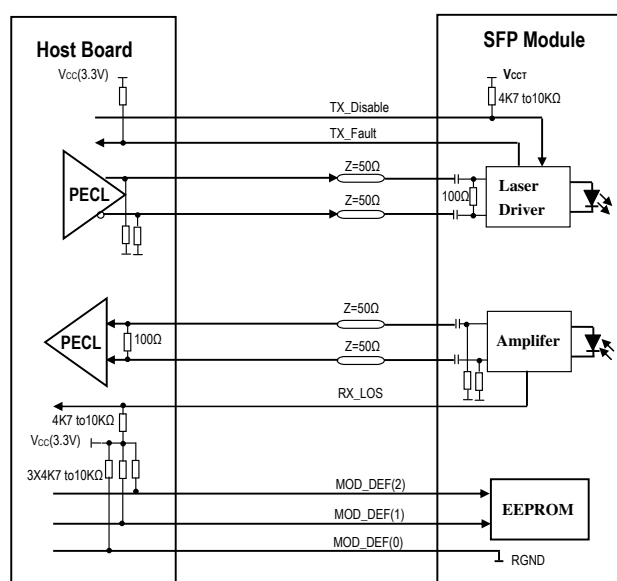 Host Board
SFP Module
Vcc(3.3V)
VCCT
4K7 to10KΩ
TX_Disable
TX_Fault
Z=50Ω
PECL
100Ω
Laser
Driver
Z=50Ω
Z=50Ω
PECL
100Ω
Amplifer
Z=50Ω
RX_LOS
4K7 to10KΩ
Vcc(3.3V)
3X4K7 to10KΩ
MOD_DEF(2)
EEPROM
MOD_DEF(1)
MOD_DEF(0)
RGND